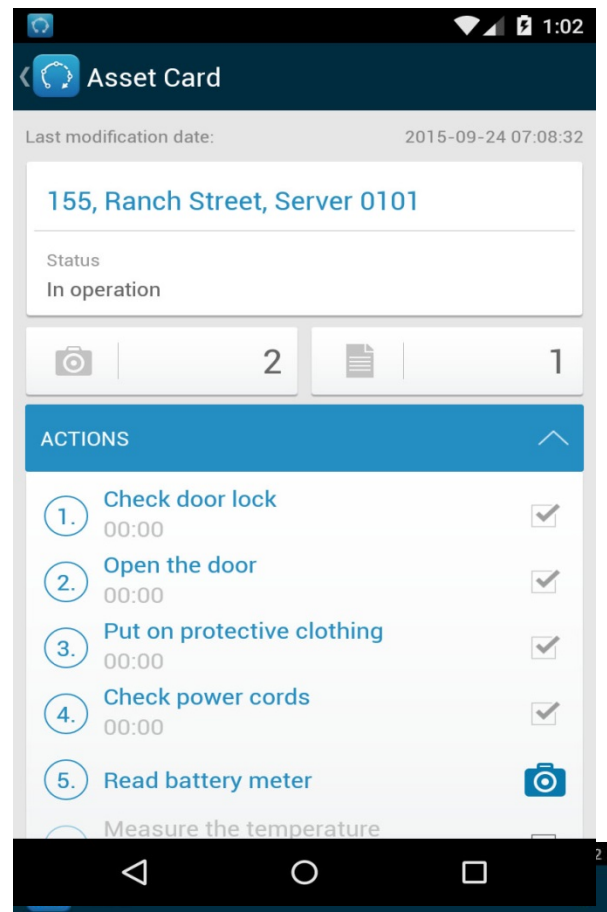 1:02
Asset Card
Last modification date: 2015-09-24 07:08:32
155, Ranch Street, Server 0101
Status
In operation
2 1
ACTIONS
1. Check door lock
00:00
2. Open the door
00:00
3. Put on protective clothing
00:00
4. Check power cords
00:00
5. Read battery meter
Measure the temperature
2